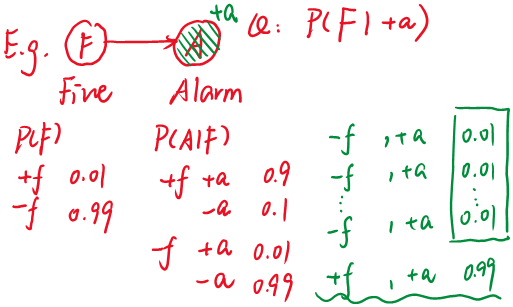 E.g. F A +a Q: P(F|+a)
Fire Alarm
P(F) P(A|F) -f , +a 0.01
+f 0.01 +f +a 0.9 -f , +a 0.01
-f 0.99 -a 0.1 ⋮ ⋮
-f , +a 0.01
-f +a 0.01
-a 0.99 +f , +a 0.99